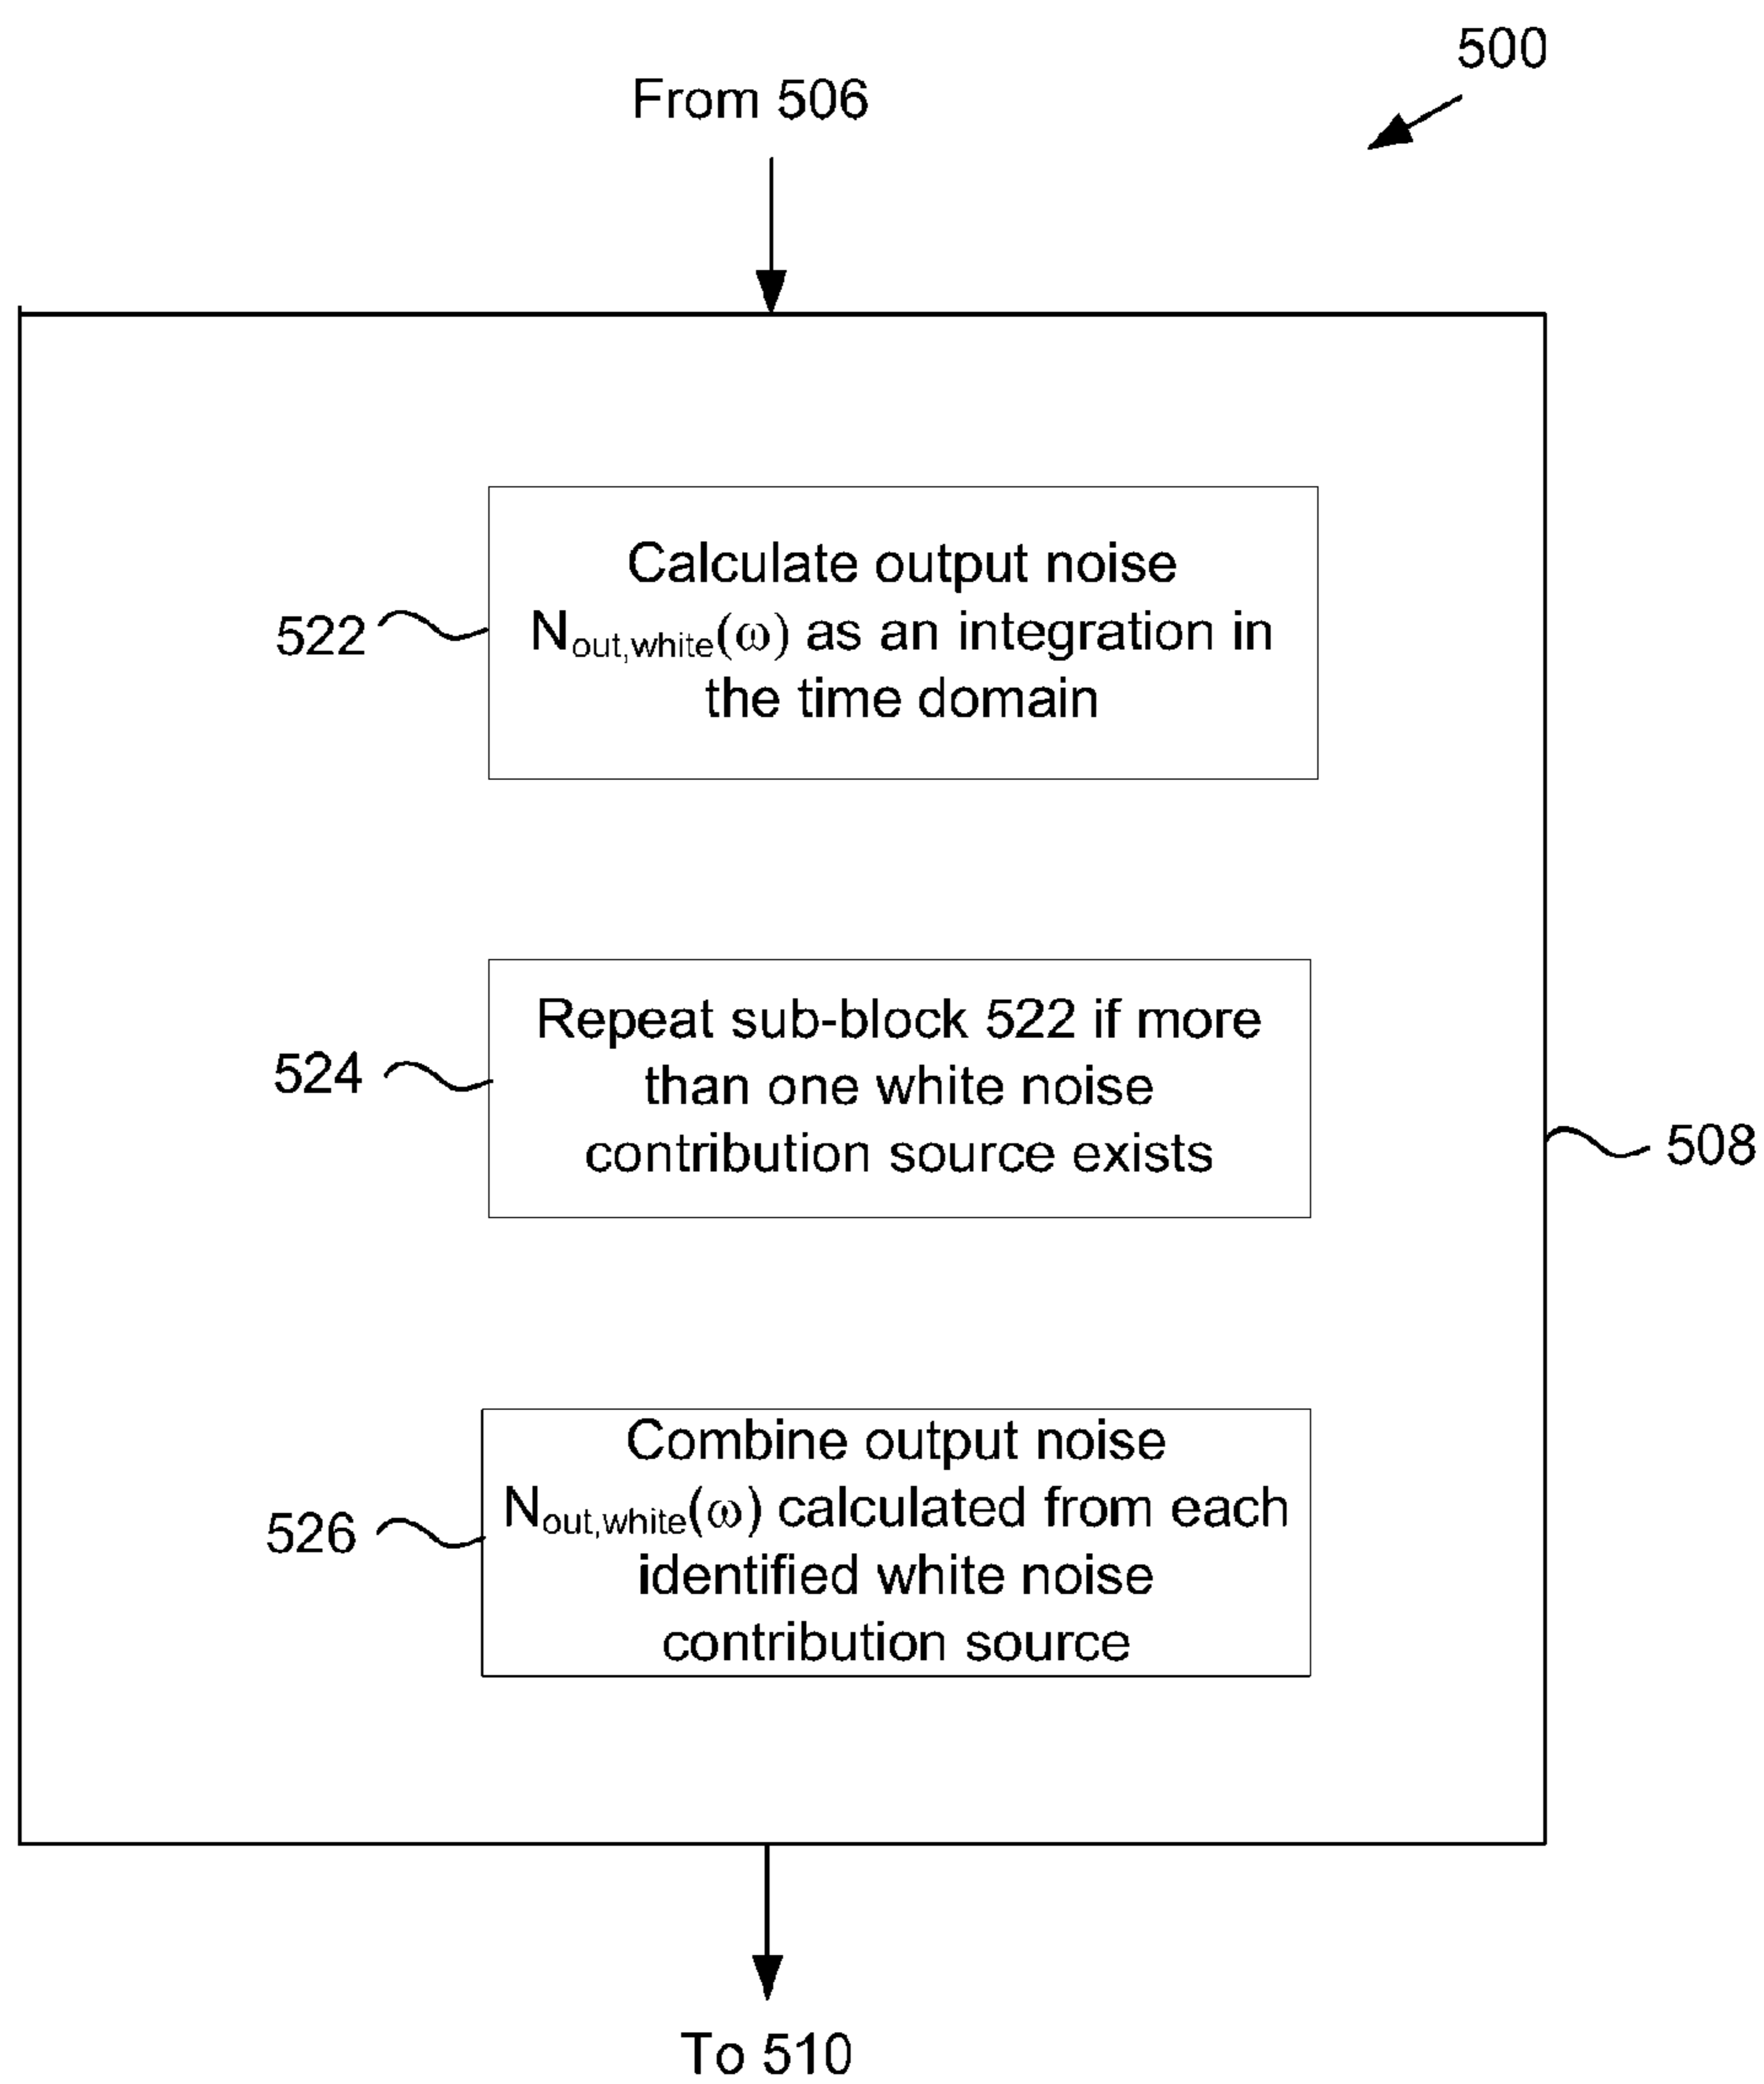 500
From 506
Calculate output noise
N_out,white(ω) as an integration in
the time domain
522
Repeat sub-block 522 if more
than one white noise
contribution source exists
524
508
Combine output noise
N_out,white(ω) calculated from each
identified white noise
contribution source
526
To 510